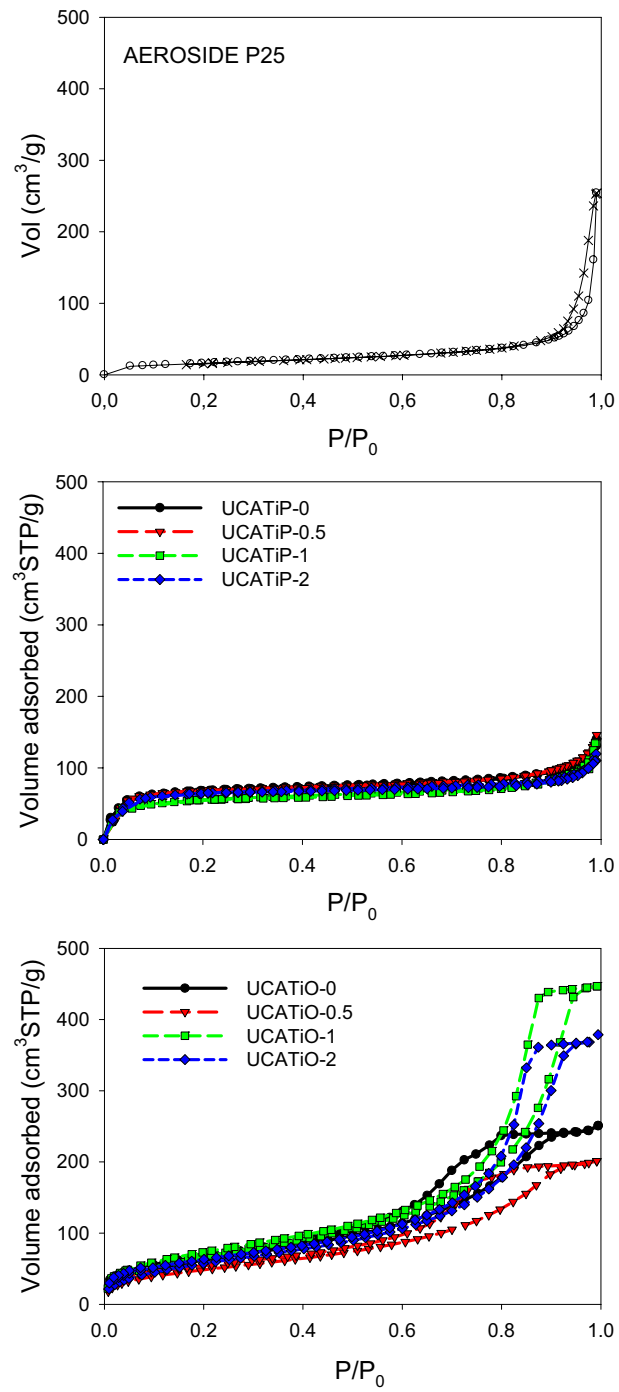 500
AEROSIDE P25
400
300
200
100
0
Vol (cm³/g)
0,0 0,2 0,4 0,6 0,8 1,0
P/P₀
500
UCATiP-0
UCATiP-0.5
UCATiP-1
UCATiP-2
400
300
200
100
0
Volume adsorbed (cm³STP/g)
0.0 0.2 0.4 0.6 0.8 1.0
P/P₀
500
UCATiO-0
UCATiO-0.5
UCATiO-1
UCATiO-2
400
300
200
100
0
Volume adsorbed (cm³STP/g)
0.0 0.2 0.4 0.6 0.8 1.0
P/P₀